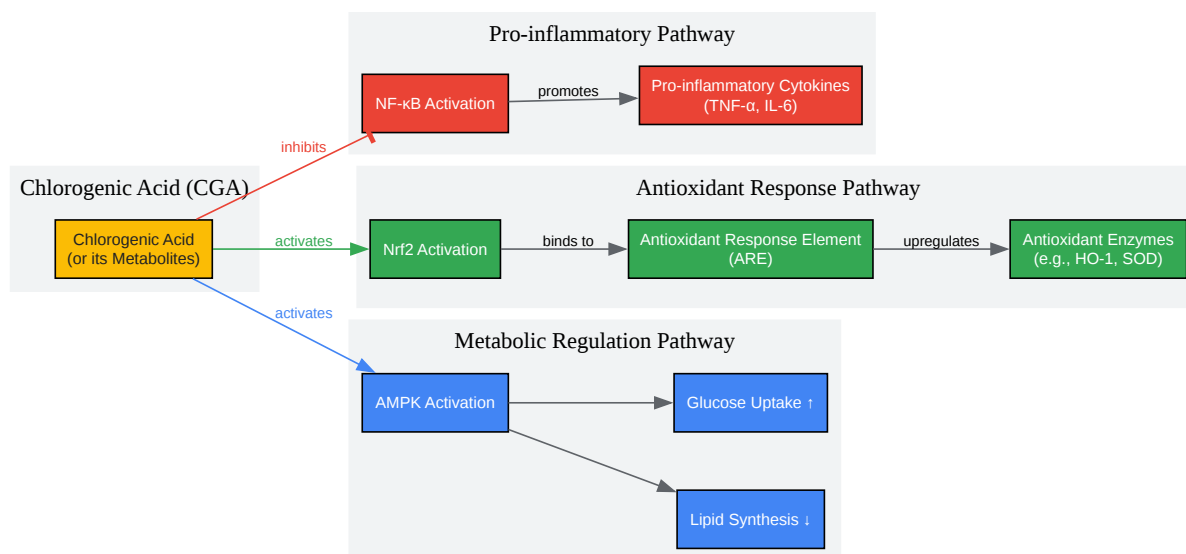 Pro-inflammatory Pathway
NF-κB Activation
promotes
Pro-inflammatory Cytokines
(TNF-α, IL-6)
inhibits
Chlorogenic Acid (CGA)
Chlorogenic Acid
(or its Metabolites)
activates
Antioxidant Response Pathway
Nrf2 Activation
binds to
Antioxidant Response Element
(ARE)
upregulates
Antioxidant Enzymes
(e.g., HO-1, SOD)
activates
Metabolic Regulation Pathway
AMPK Activation
Glucose Uptake ↑
Lipid Synthesis ↓